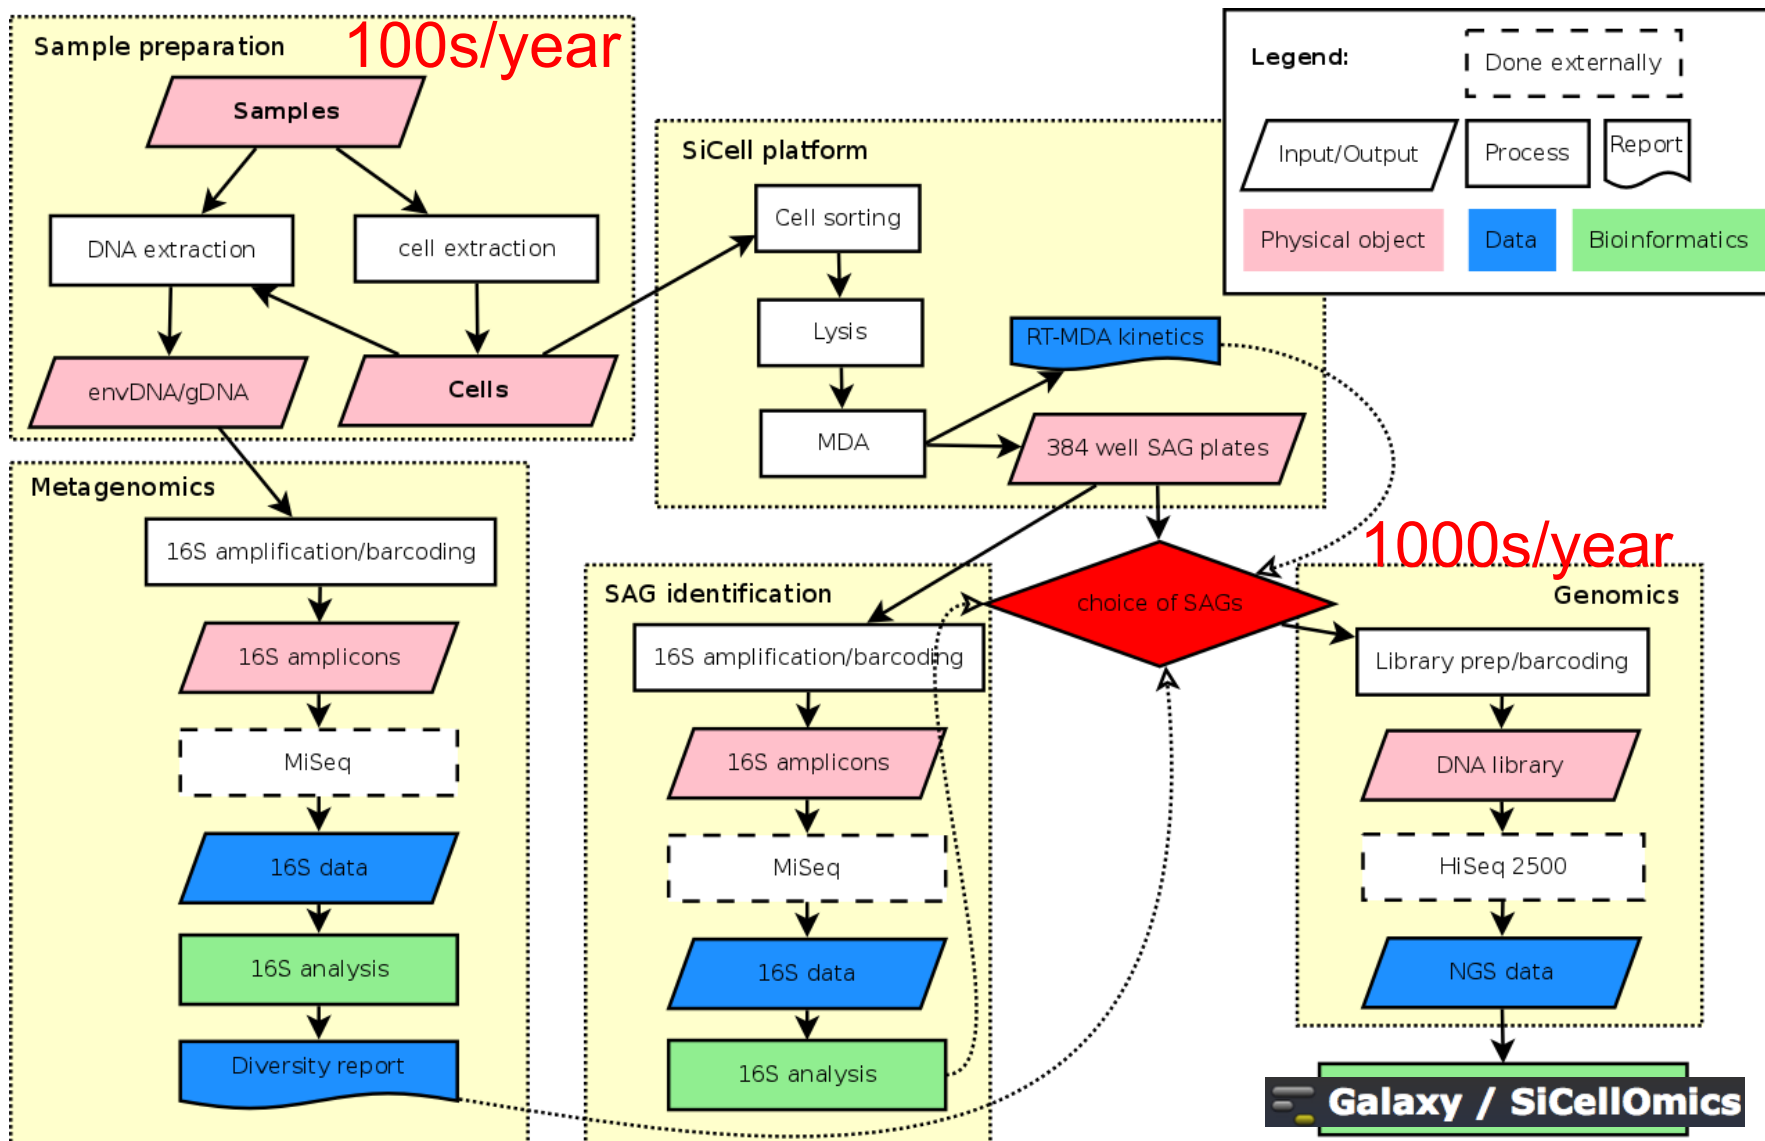 Sample preparation
100s/year
Samples
DNA extraction
cell extraction
envDNA/gDNA
Cells
SiCell platform
Cell sorting
Lysis
MDA
RT-MDA kinetics
384 well SAG plates
Legend:
Done externally
Input/Output
Process
Report
Physical object
Data
Bioinformatics
Metagenomics
16S amplification/barcoding
16S amplicons
MiSeq
16S data
16S analysis
Diversity report
SAG identification
16S amplification/barcoding
16S amplicons
MiSeq
16S data
16S analysis
choice of SAGs
1000s/year
Genomics
Library prep/barcoding
DNA library
HiSeq 2500
NGS data
Galaxy / SiCellOmics